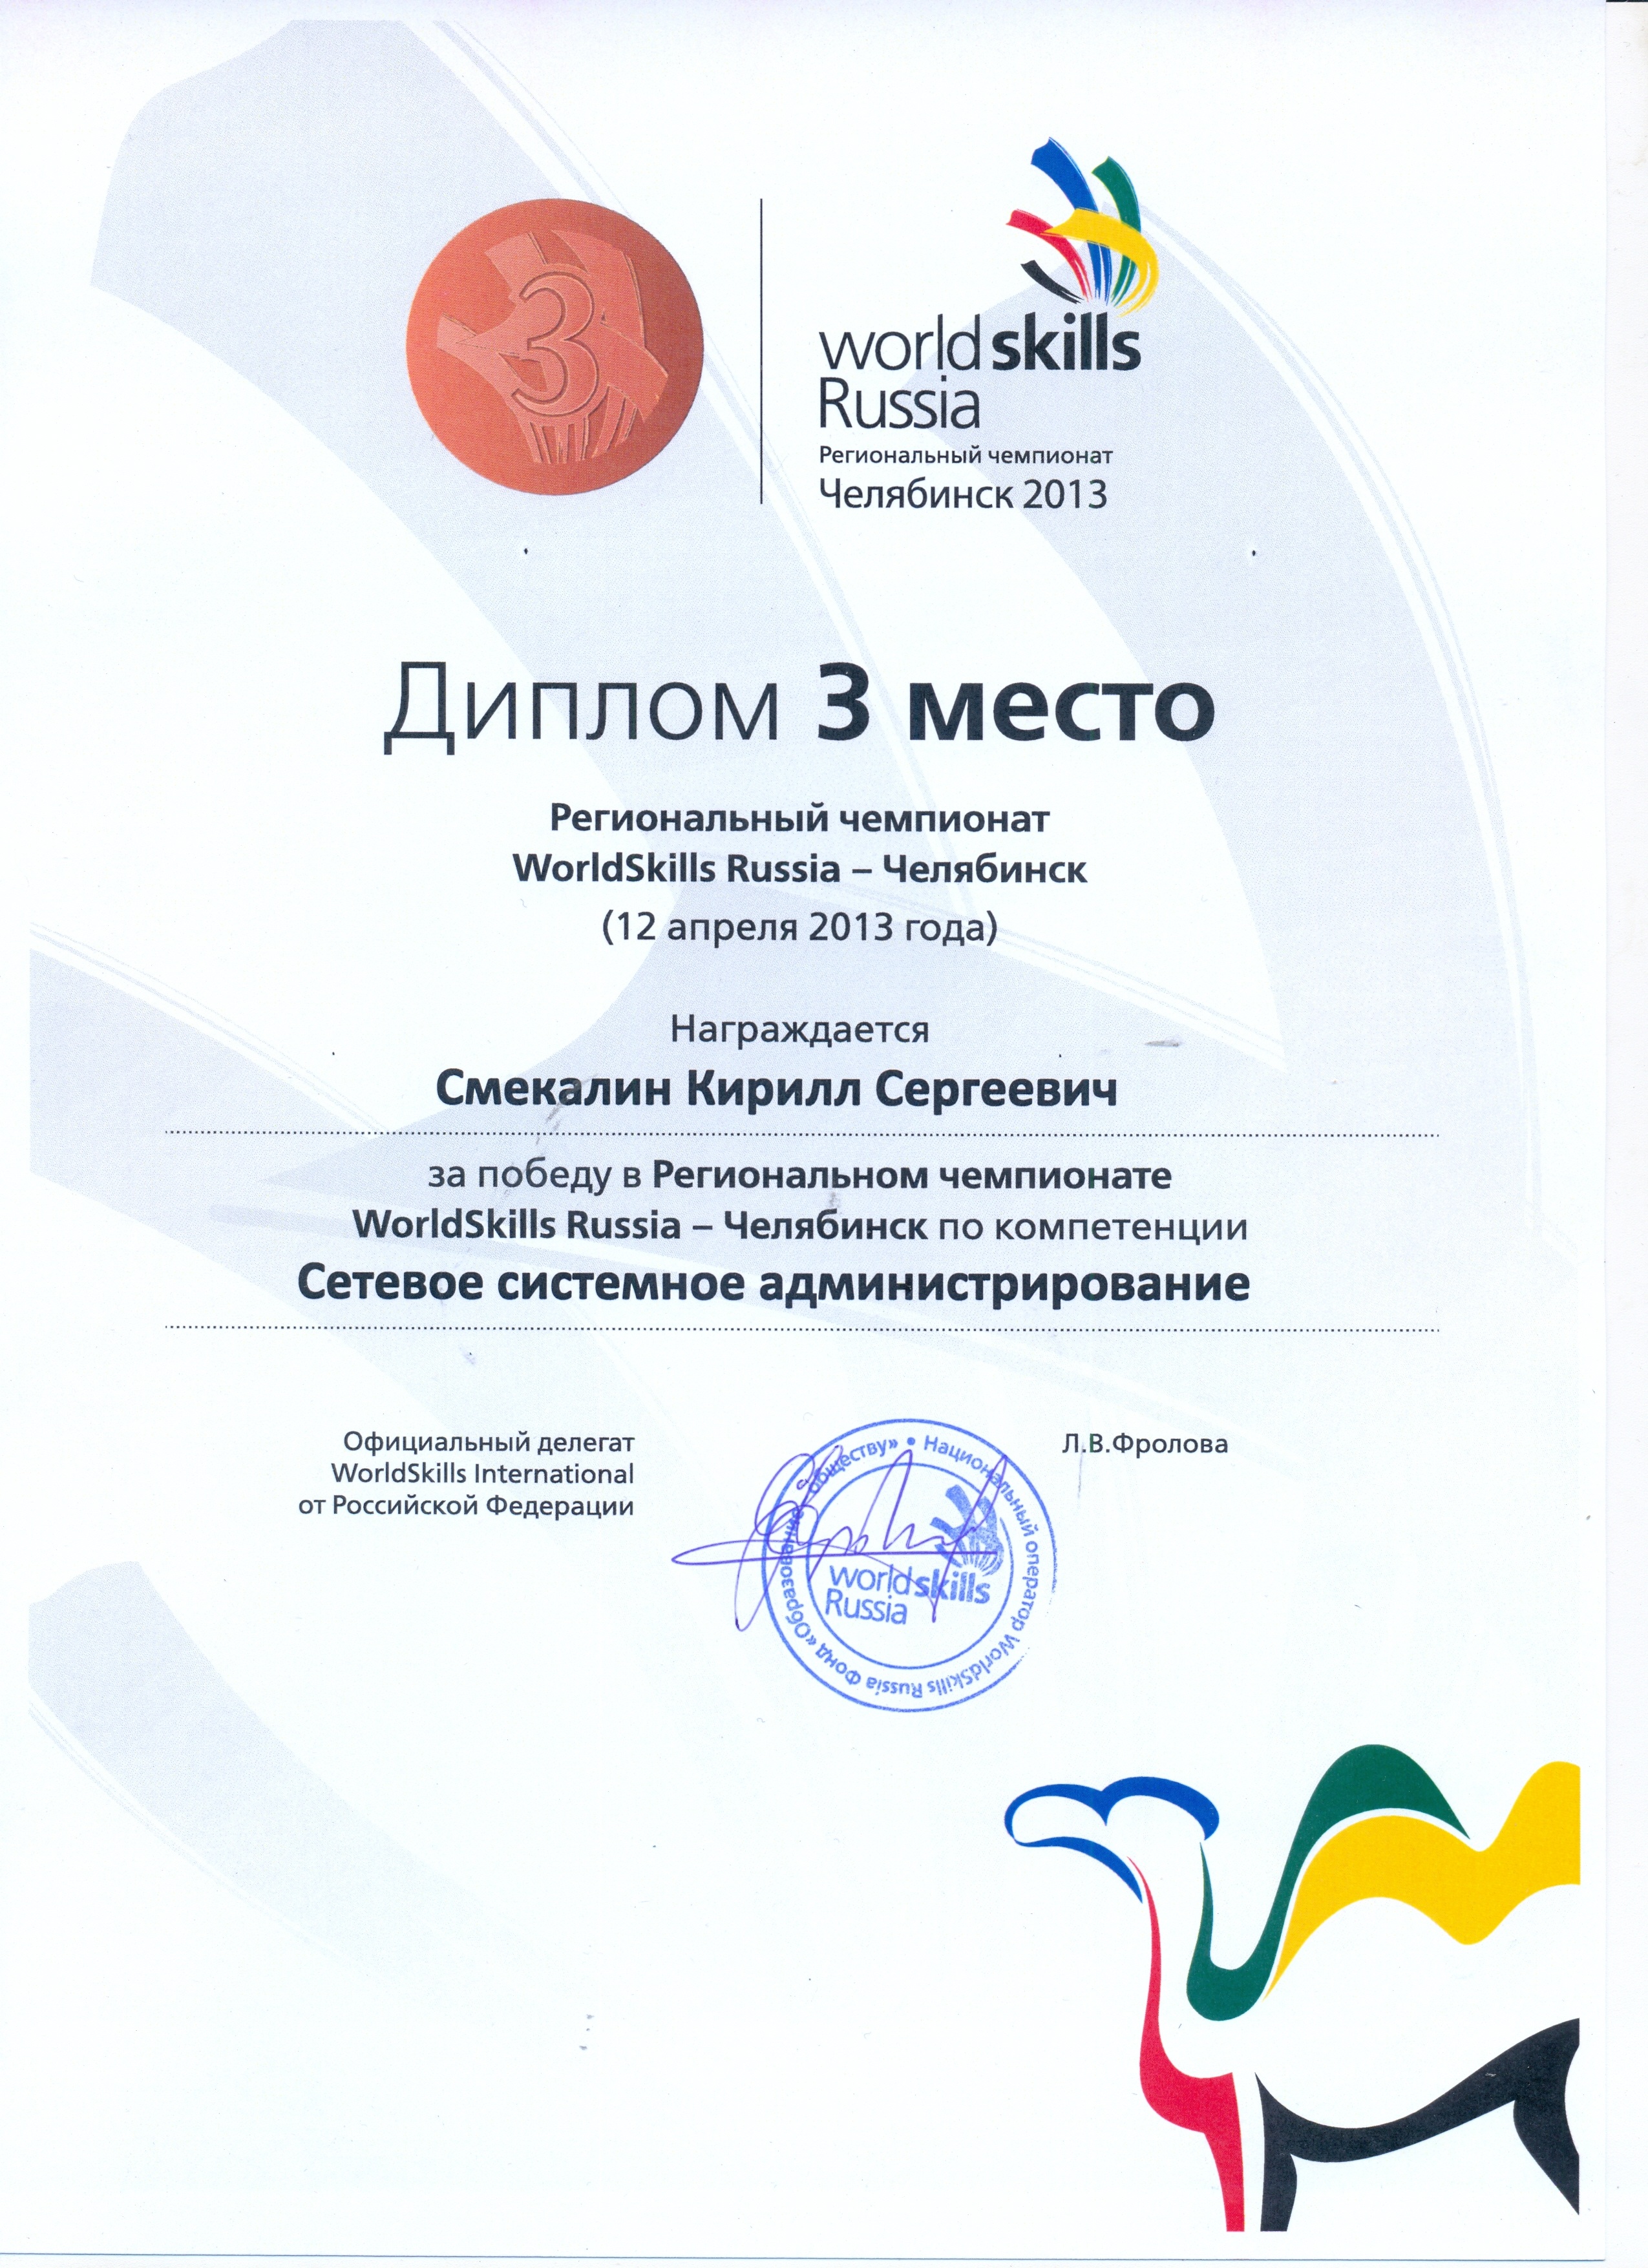 3
worldskills
Russia
Региональный чемпионат
Челябинск 2013
Диплом 3 место
Региональный чемпионат
WorldSkills Russia – Челябинск
(12 апреля 2013 года)
Награждается
Смекалин Кирилл Сергеевич
за победу в Региональном чемпионате
WorldSkills Russia – Челябинск по компетенции
Сетевое системное администрирование
Официальный делегат
WorldSkills International
от Российской Федерации
Национальный оператор WorldSkills Russia Фонд «Образование - обществу» •
worldskills
Russia
Л.В.Фролова